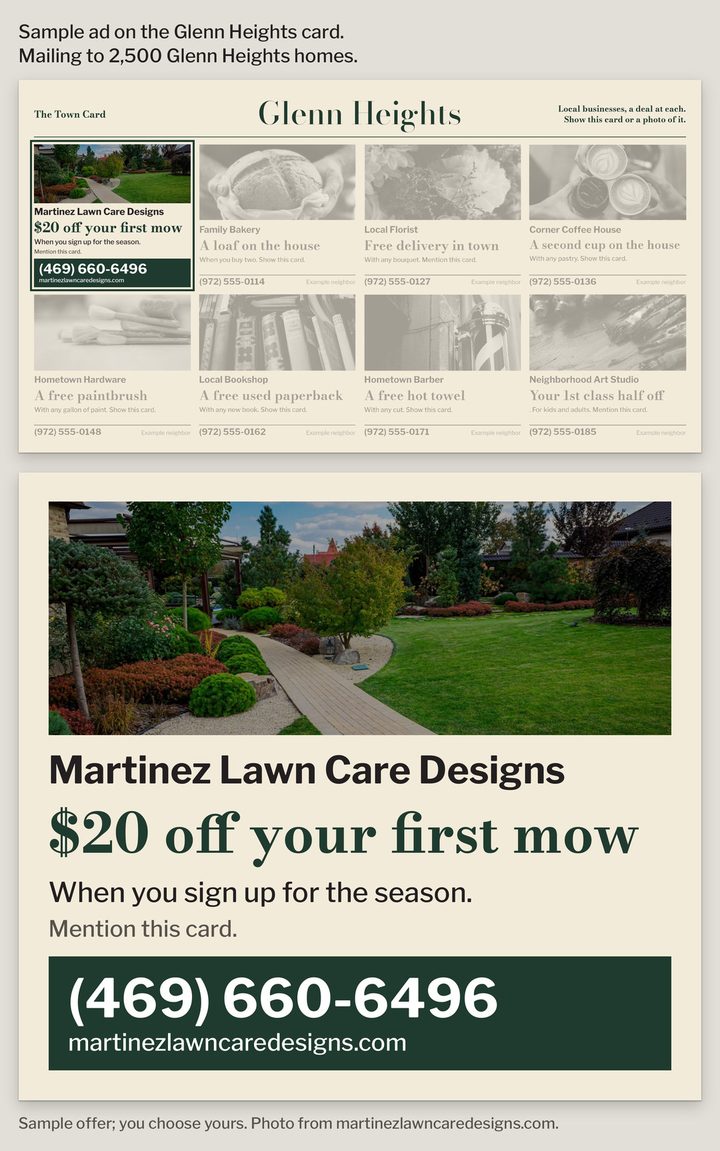 Sample ad on the Glenn Heights card.
Mailing to 2,500 Glenn Heights homes.
The Town Card
Glenn Heights
Local businesses, a deal at each.
Show this card or a photo of it.
Martinez Lawn Care Designs
$20 off your first mow
When you sign up for the season.
Mention this card.
(469) 660-6496
martinezlawncaredesigns.com
Family Bakery
A loaf on the house
When you buy two. Show this card.
(972) 555-0114
Example neighbor
Local Florist
Free delivery in town
With any bouquet. Mention this card.
(972) 555-0127
Example neighbor
Corner Coffee House
A second cup on the house
With any pastry. Show this card.
(972) 555-0136
Example neighbor
Hometown Hardware
A free paintbrush
With any gallon of paint. Show this card.
(972) 555-0148
Example neighbor
Local Bookshop
A free used paperback
With any new book. Show this card.
(972) 555-0162
Example neighbor
Hometown Barber
A free hot towel
With any cut. Show this card.
(972) 555-0171
Example neighbor
Neighborhood Art Studio
Your 1st class half off
For kids and adults. Mention this card.
(972) 555-0185
Example neighbor
Martinez Lawn Care Designs
$20 off your first mow
When you sign up for the season.
Mention this card.
(469) 660-6496
martinezlawncaredesigns.com
Sample offer; you choose yours. Photo from martinezlawncaredesigns.com.